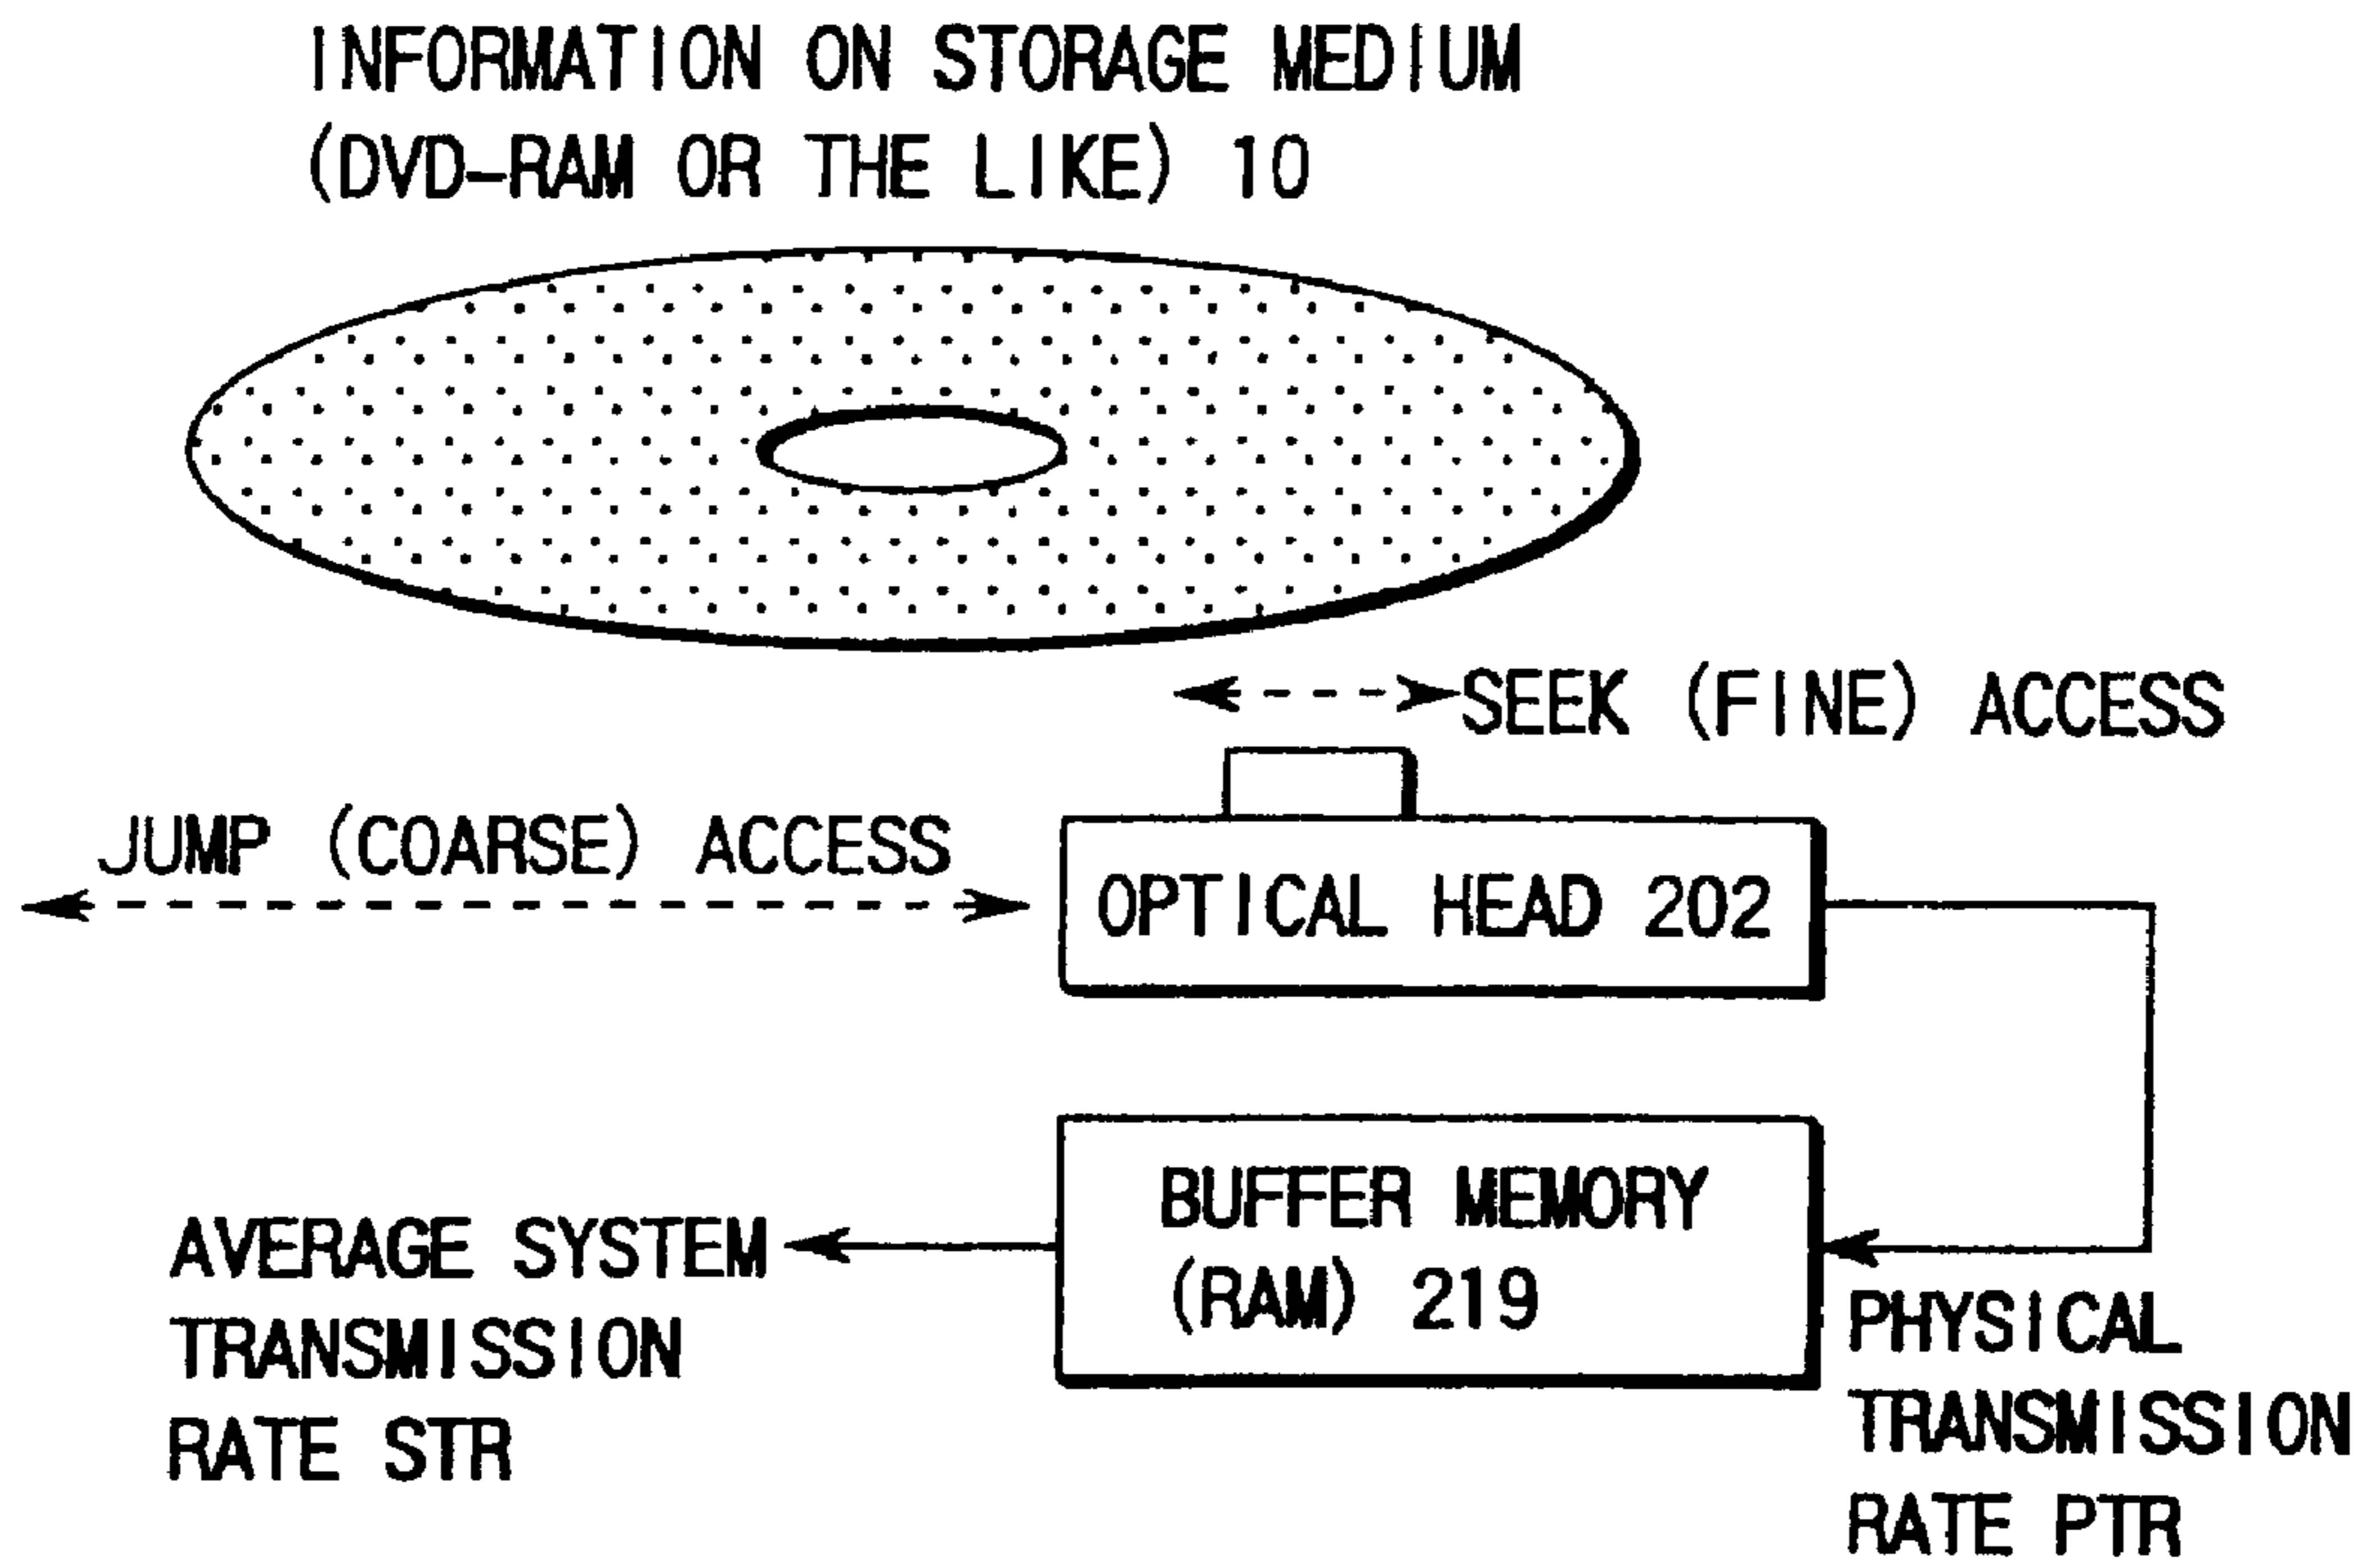 INFORMATION ON STORAGE MEDIUM
(DVD-RAM OR THE LIKE) 10
SEEK (FINE) ACCESS
JUMP (COARSE) ACCESS
OPTICAL HEAD 202
BUFFER MEMORY
(RAM) 219
AVERAGE SYSTEM
TRANSMISSION
RATE STR
PHYSICAL
TRANSMISSION
RATE PTR